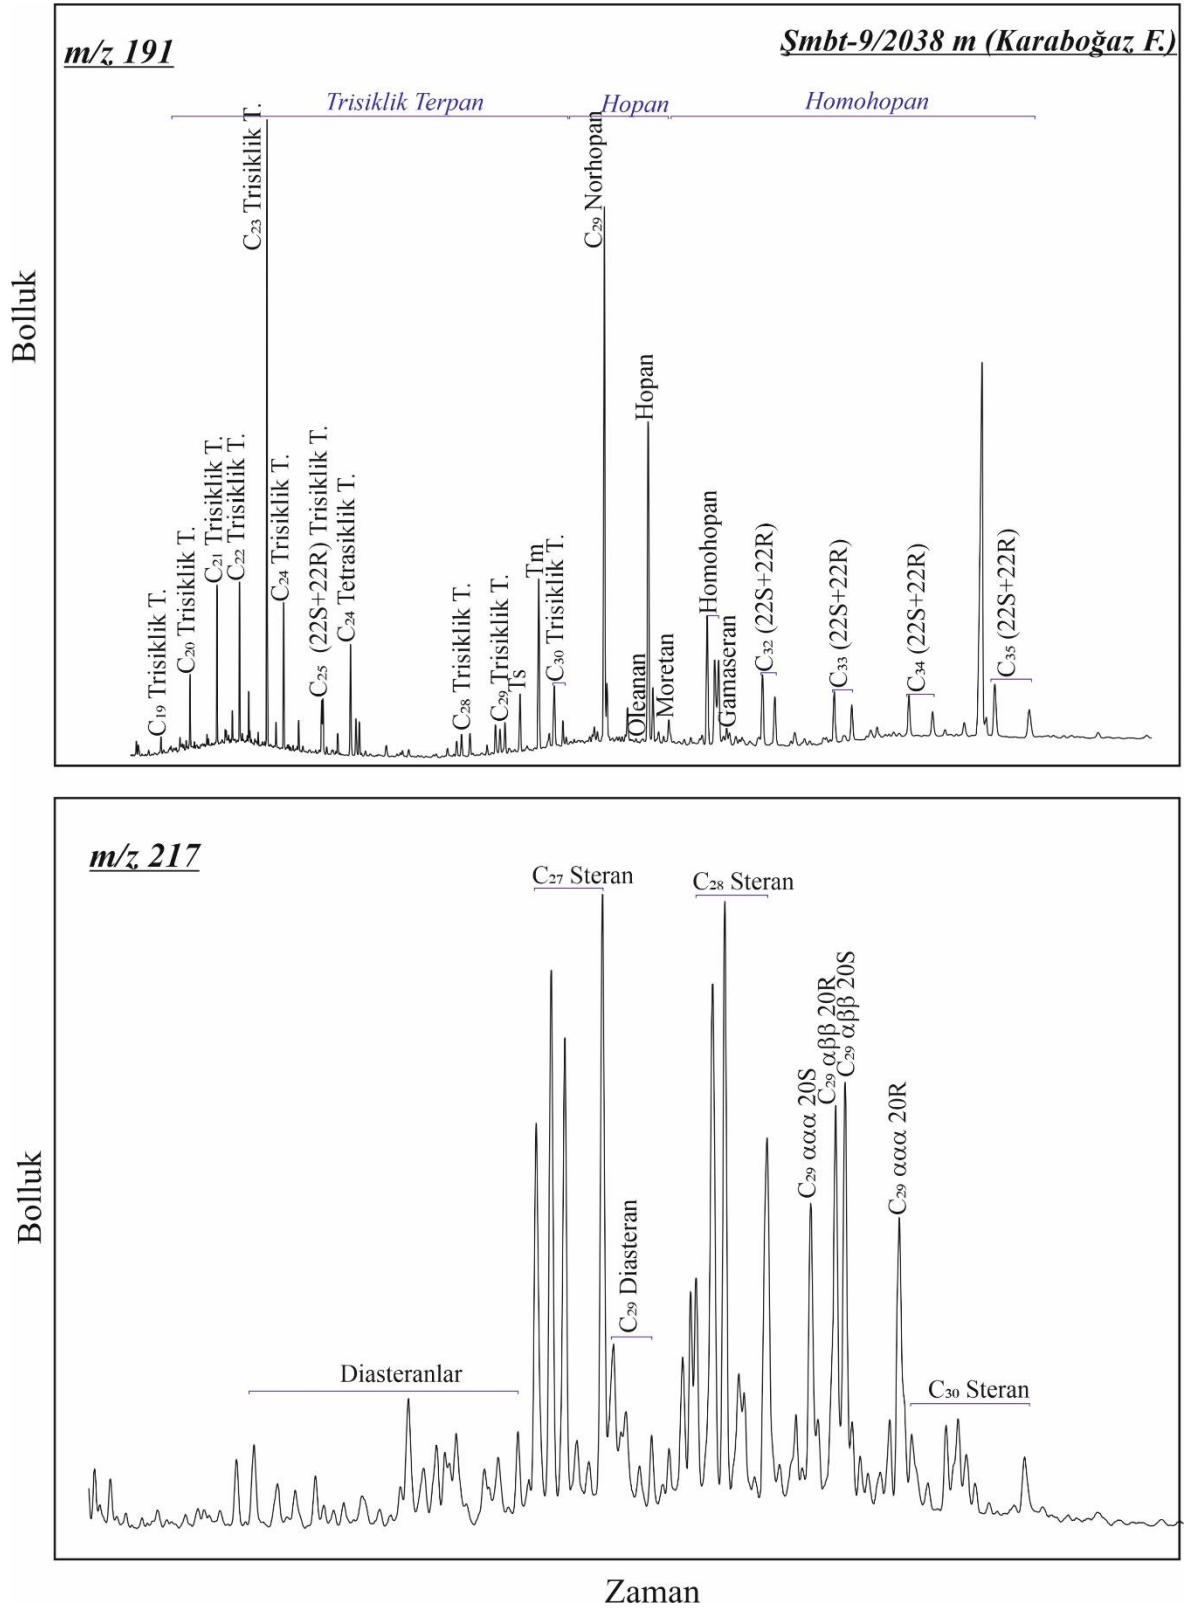 m/z 191
Şmbt-9/2038 m (Karaboğaz F.)
Trisiklik Terpan
Hopan
Homohopan
Bolluk
C₁₉ Trisiklik T.
C₂₀ Trisiklik T.
C₂₁ Trisiklik T.
C₂₂ Trisiklik T.
C₂₃ Trisiklik T.
C₂₄ Trisiklik T.
C₂₅ (22S+22R) Trisiklik T.
C₂₄ Tetrasiklik T.
C₂₈ Trisiklik T.
C₂₉ Trisiklik T.
Ts
Tm
C₃₀ Trisiklik T.
C₂₉ Norhopan
Oleanan
Hopan
Moretan
Homohopan
Gamaseran
C₃₂ (22S+22R)
C₃₃ (22S+22R)
C₃₄ (22S+22R)
C₃₅ (22S+22R)
m/z 217
Bolluk
Diasteranlar
C₂₇ Steran
C₂₉ Diasteran
C₂₈ Steran
C₂₉ ααα 20S
C₂₉ αββ 20R
C₂₉ αββ 20S
C₂₉ ααα 20R
C₃₀ Steran
Zaman